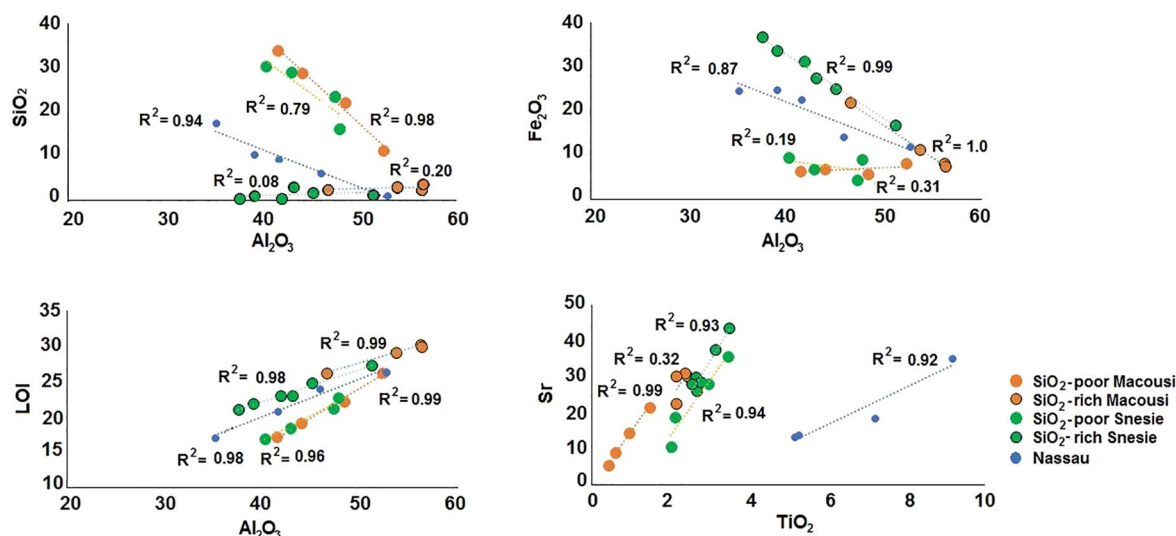 40
30
20
10
0
SiO₂
R² = 0.94
R² = 0.79
R² = 0.98
R² = 0.08
R² = 0.20
20 30 40 50 60
Al₂O₃
40
30
20
10
0
Fe₂O₃
R² = 0.87
R² = 0.99
R² = 0.19
R² = 1.0
R² = 0.31
20 30 40 50 60
Al₂O₃
35
30
25
20
15
10
LOI
R² = 0.99
R² = 0.98
R² = 0.99
R² = 0.98
R² = 0.96
20 30 40 50 60
Al₂O₃
50
40
30
20
10
0
Sr
R² = 0.93
R² = 0.32
R² = 0.99
R² = 0.92
R² = 0.94
0 2 4 6 8 10
TiO₂
SiO₂-poor Macousi
SiO₂-rich Macousi
SiO₂-poor Snesie
SiO₂-rich Snesie
Nassau